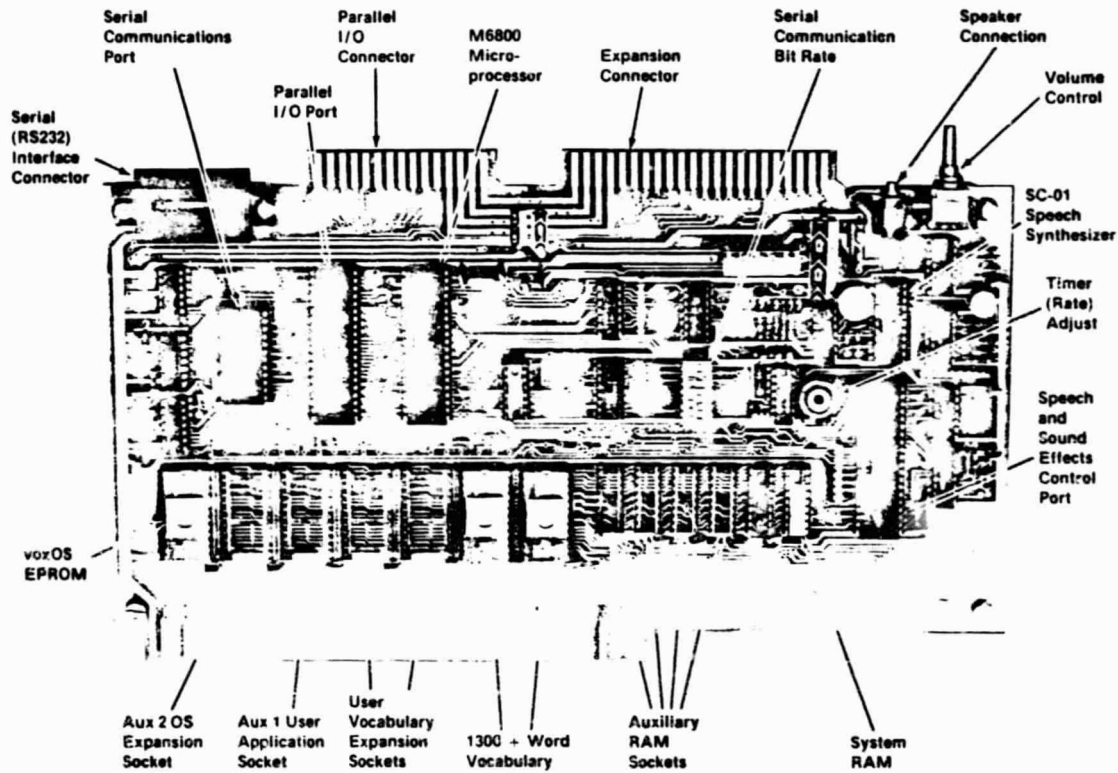 Serial
Communications
Port
Parallel
I/O
Connector
M6800
Micro-
processor
Serial
Communication
Bit Rate
Speaker
Connection
Expansion
Connector
Volume
Control
Parallel
I/O Port
Serial
(RS232)
Interface
Connector
SC-01
Speech
Synthesizer
Timer
(Rate)
Adjust
Speech
and
Sound
Effects
Control
Port
voxOS
EPROM
Aux 2 OS
Expansion
Socket
Aux 1 User
Application
Socket
User
Vocabulary
Expansion
Sockets
1300 + Word
Vocabulary
Auxiliary
RAM
Sockets
System
RAM